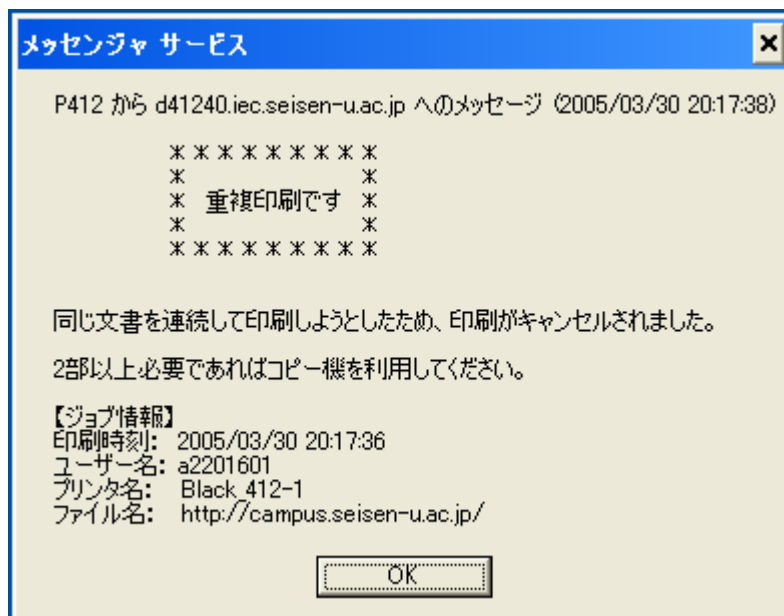 メッセンジャ サービス
P412 から d41240.iec.seisen-u.ac.jp へのメッセージ (2005/03/30 20:17:38)
* * * * * * * * *
* *
* 重複印刷です *
* *
* * * * * * * * *
同じ文書を連続して印刷しようとしたため、印刷がキャンセルされました。
2部以上必要であればコピー機を利用してください。
【ジョブ情報】
印刷時刻: 2005/03/30 20:17:36
ユーザー名: a2201601
プリンタ名: Black_412-1
ファイル名: http://campus.seisen-u.ac.jp/
OK